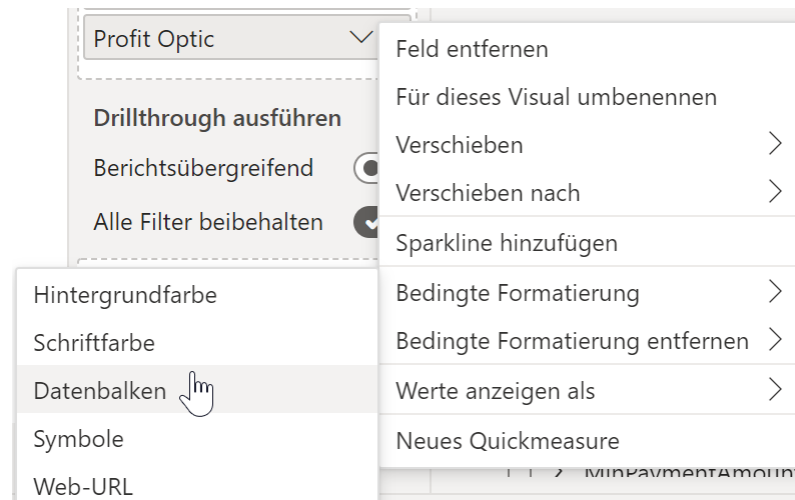 Profit Optic
Drillthrough ausführen
Berichtsübergreifend
Alle Filter beibehalten
Feld entfernen
Für dieses Visual umbenennen
Verschieben
Verschieben nach
Sparkline hinzufügen
Bedingte Formatierung
Bedingte Formatierung entfernen
Werte anzeigen als
Neues Quickmeasure
Hintergrundfarbe
Schriftfarbe
Datenbalken
Symbole
Web-URL
MinPaymentAmount